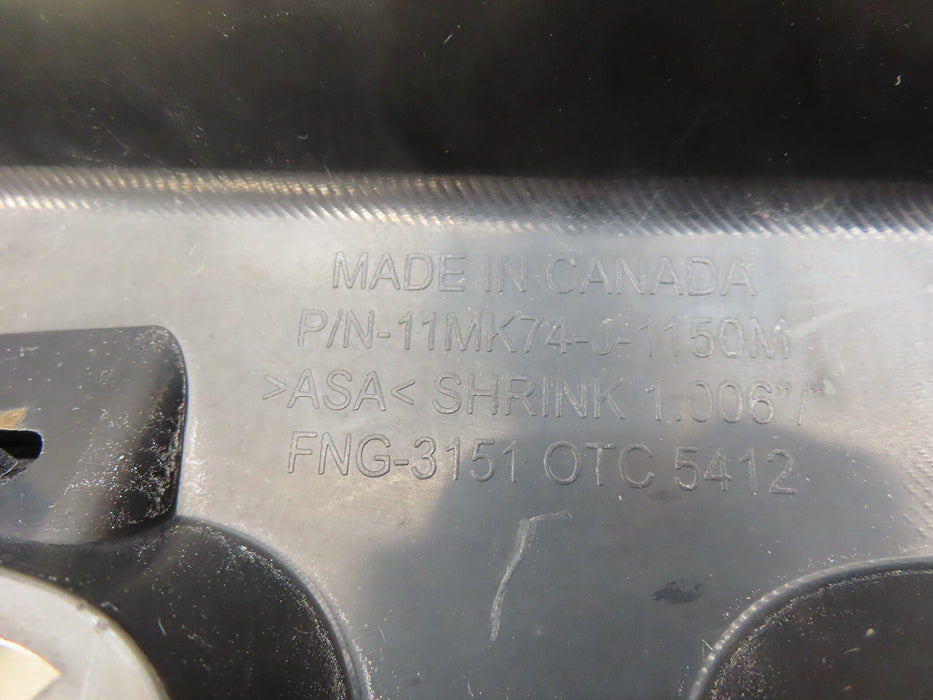 MADE IN CANADA
P/N-11MK74-J-1150M
>ASA< SHRINK 1.006"/"
FNG-3151 OTC 5412